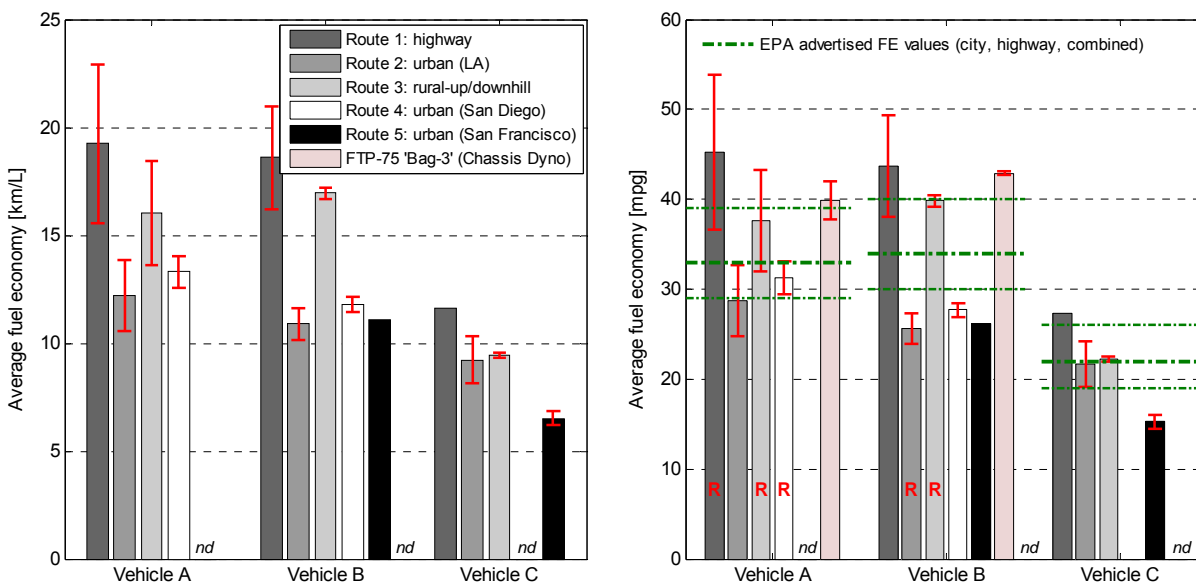 25
20
15
10
5
0
Average fuel economy [km/L]
Route 1: highway
Route 2: urban (LA)
Route 3: rural-up/downhill
Route 4: urban (San Diego)
Route 5: urban (San Francisco)
FTP-75 'Bag-3' (Chassis Dyno)
nd
nd
nd
Vehicle A
Vehicle B
Vehicle C
60
50
40
30
20
10
0
Average fuel economy [mpg]
EPA advertised FE values (city, highway, combined)
R
R
R
R
R
nd
nd
nd
nd
Vehicle A
Vehicle B
Vehicle C